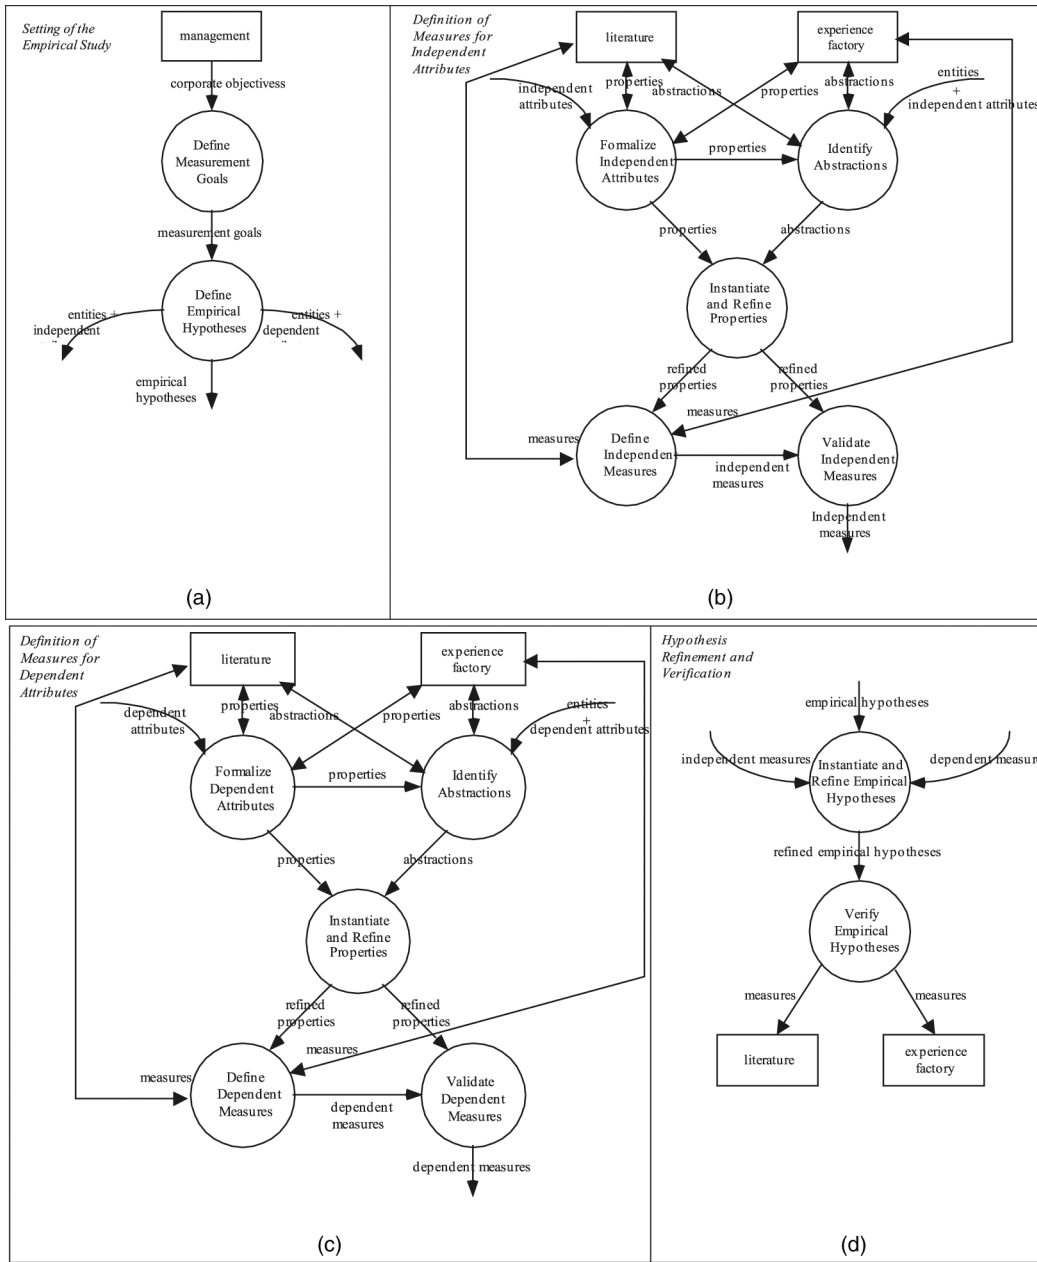 Setting of the
Empirical Study
management
corporate objectivess
Define
Measurement
Goals
measurement goals
Define
Empirical
Hypotheses
entities +
independent
entities +
dependent
empirical
hypotheses
(a)
Definition of
Measures for
Independent
Attributes
literature
experience
factory
independent
attributes
properties
abstractions
properties
abstractions
entities
+
independent attributes
Formalize
Independent
Attributes
properties
Identify
Abstractions
properties
abstractions
Instantiate
and Refine
Properties
refined
properties
refined
properties
measures
measures
Define
Independen
Measures
independent
measures
Validate
Independent
Measures
Independent
measures
(b)
Definition of
Measures for
Dependent
Attributes
literature
experience
factory
dependent
attributes
properties
abstractions
properties
abstractions
entities
+
dependent attributes
Formalize
Dependent
Attributes
properties
Identify
Abstractions
properties
abstractions
Instantiate
and Refine
Properties
refined
properties
refined
properties
measures
measures
Define
Dependent
Measures
dependent
measures
Validate
Dependent
Measures
dependent measures
(c)
Hypothesis
Refinement and
Verification
empirical hypotheses
independent measures
dependent measur
Instantiate and
Refine Empirical
Hypotheses
refined empirical hypotheses
Verify
Empirical
Hypotheses
measures
measures
literature
experience
factory
(d)